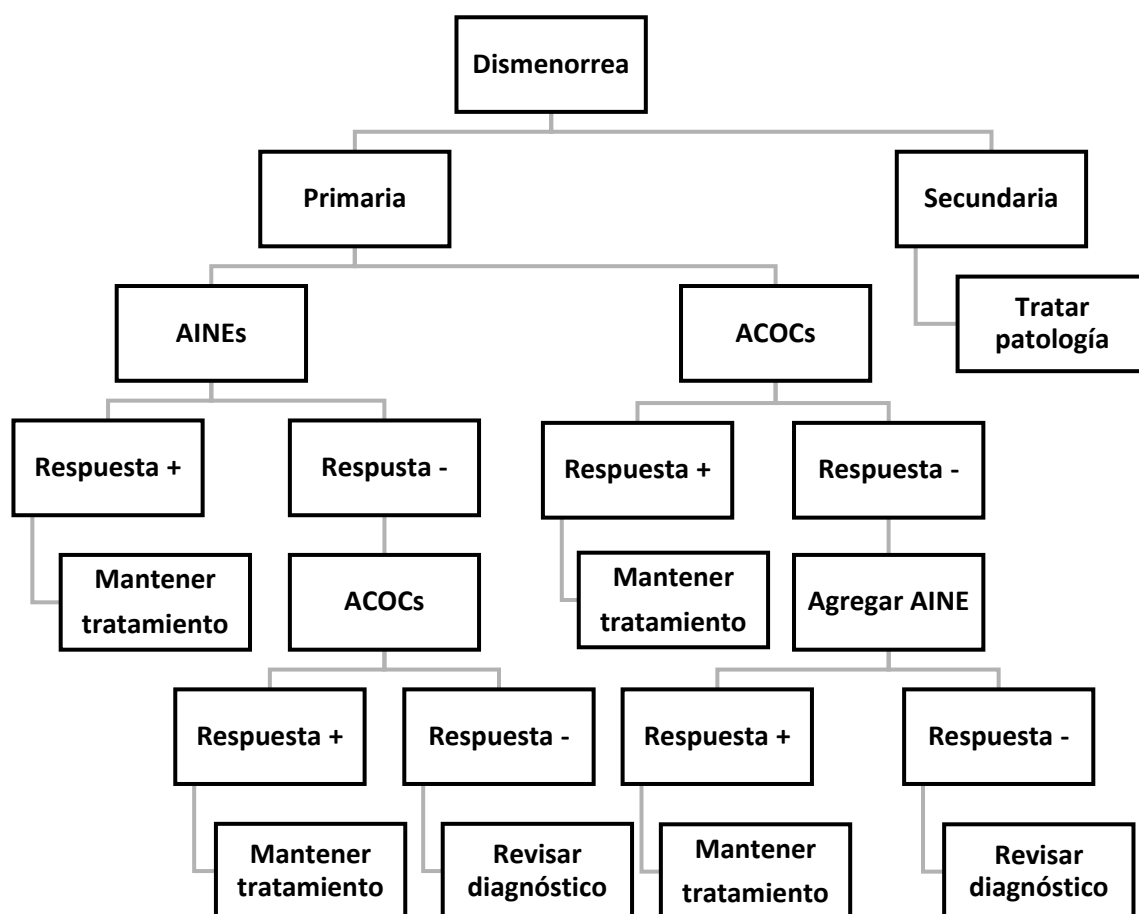 Dismenorrea
Primaria
Secundaria
AINEs
ACOCs
Tratar
patología
Respuesta +
Respusta -
Respuesta +
Respuesta -
Mantener
tratamiento
ACOCs
Mantener
tratamiento
Agregar AINE
Respuesta +
Respuesta -
Respuesta +
Respuesta -
Mantener
tratamiento
Revisar
diagnóstico
Mantener
tratamiento
Revisar
diagnóstico